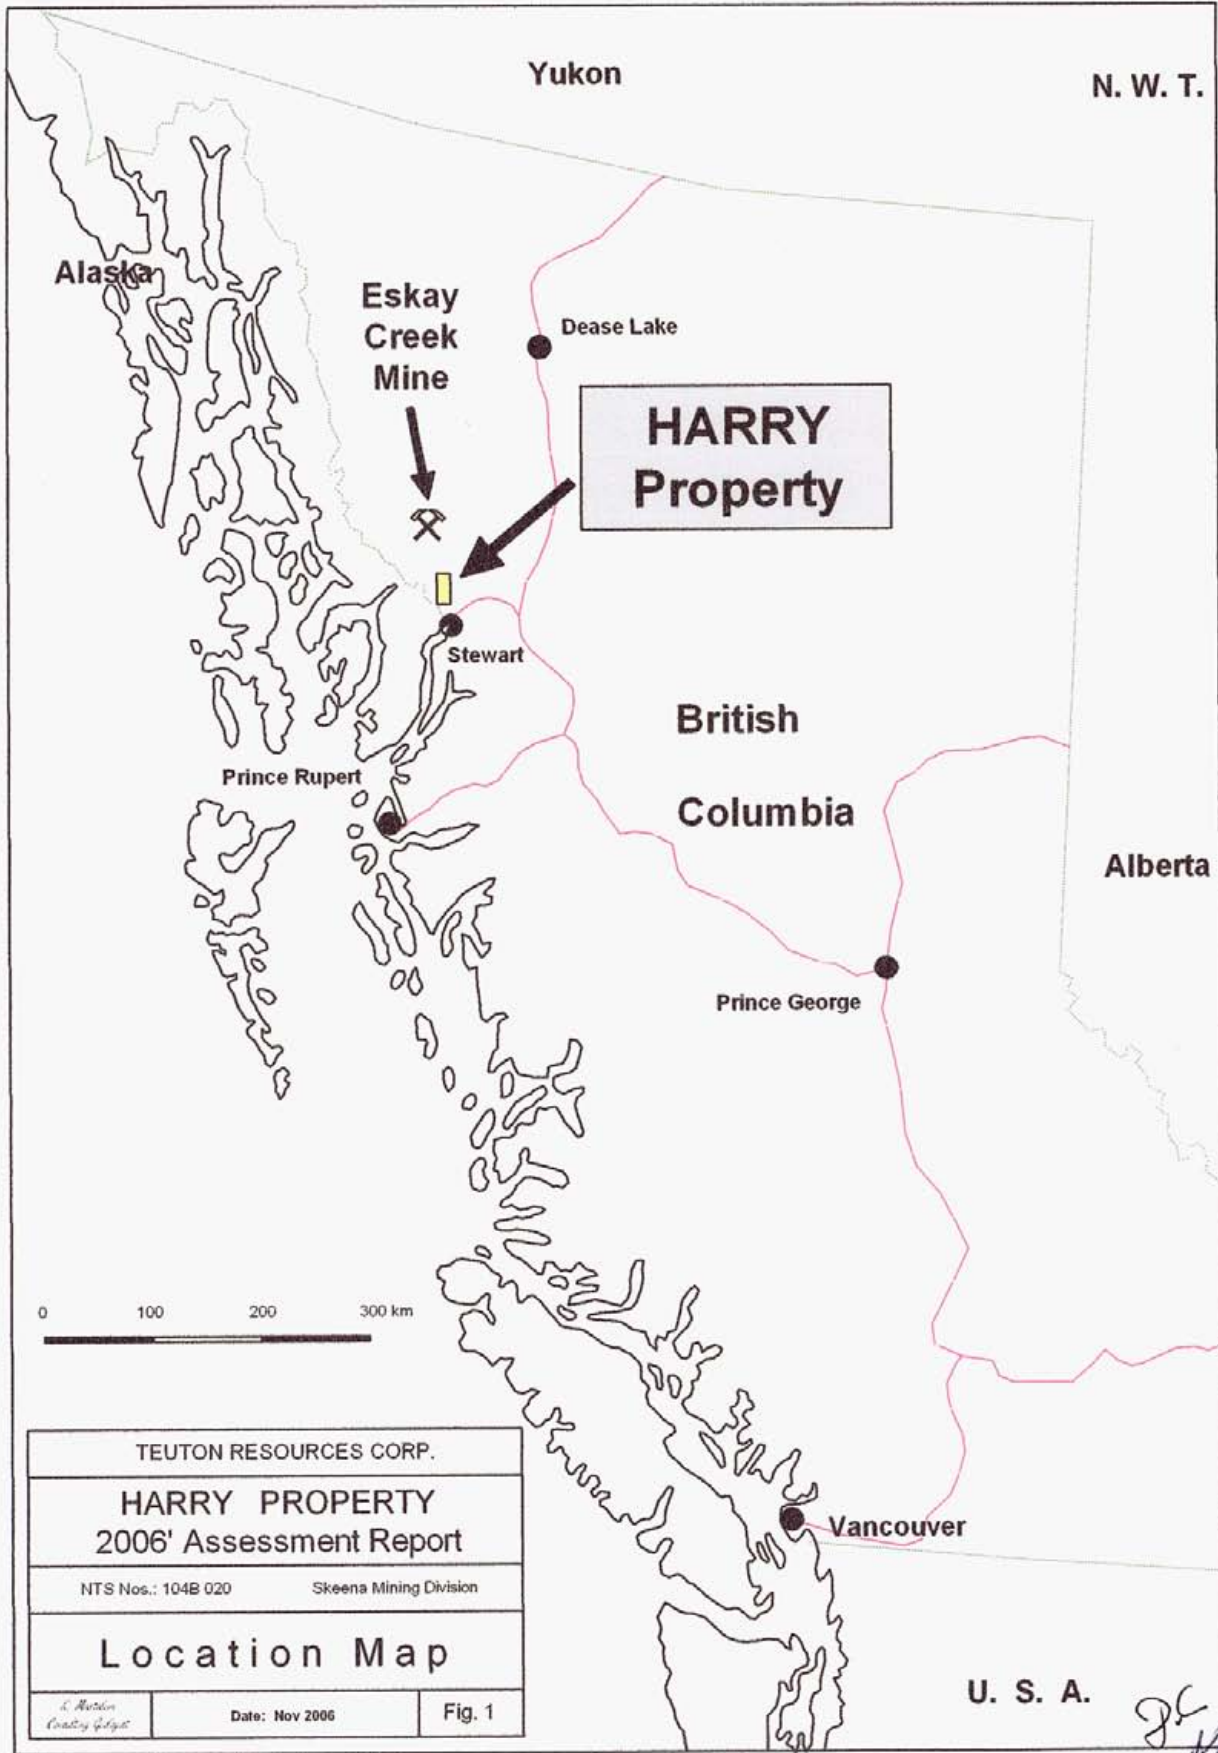 Yukon
N. W. T.
Alaska
Eskay
Creek
Mine
Dease Lake
HARRY
Property
Stewart
British
Columbia
Prince Rupert
Alberta
Prince George
0 100 200 300 km
Vancouver
U. S. A.
TEUTON RESOURCES CORP.
HARRY PROPERTY
2006' Assessment Report
NTS Nos.: 104B 020 Skeena Mining Division
Location Map
Date: Nov 2006
Fig. 1